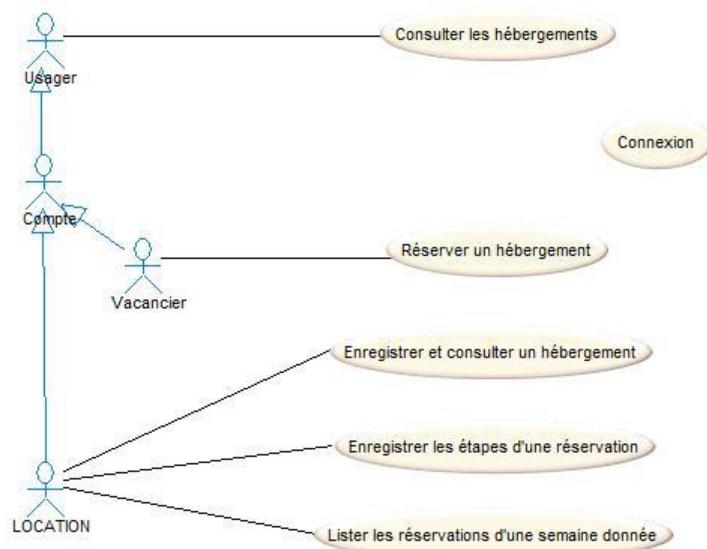 Consulter les hébergements
Usager
Connexion
Compte
Réserver un hébergement
Vacancier
Enregistrer et consulter un hébergement
Enregistrer les étapes d'une réservation
LOCATION
Lister les réservations d'une semaine donnée